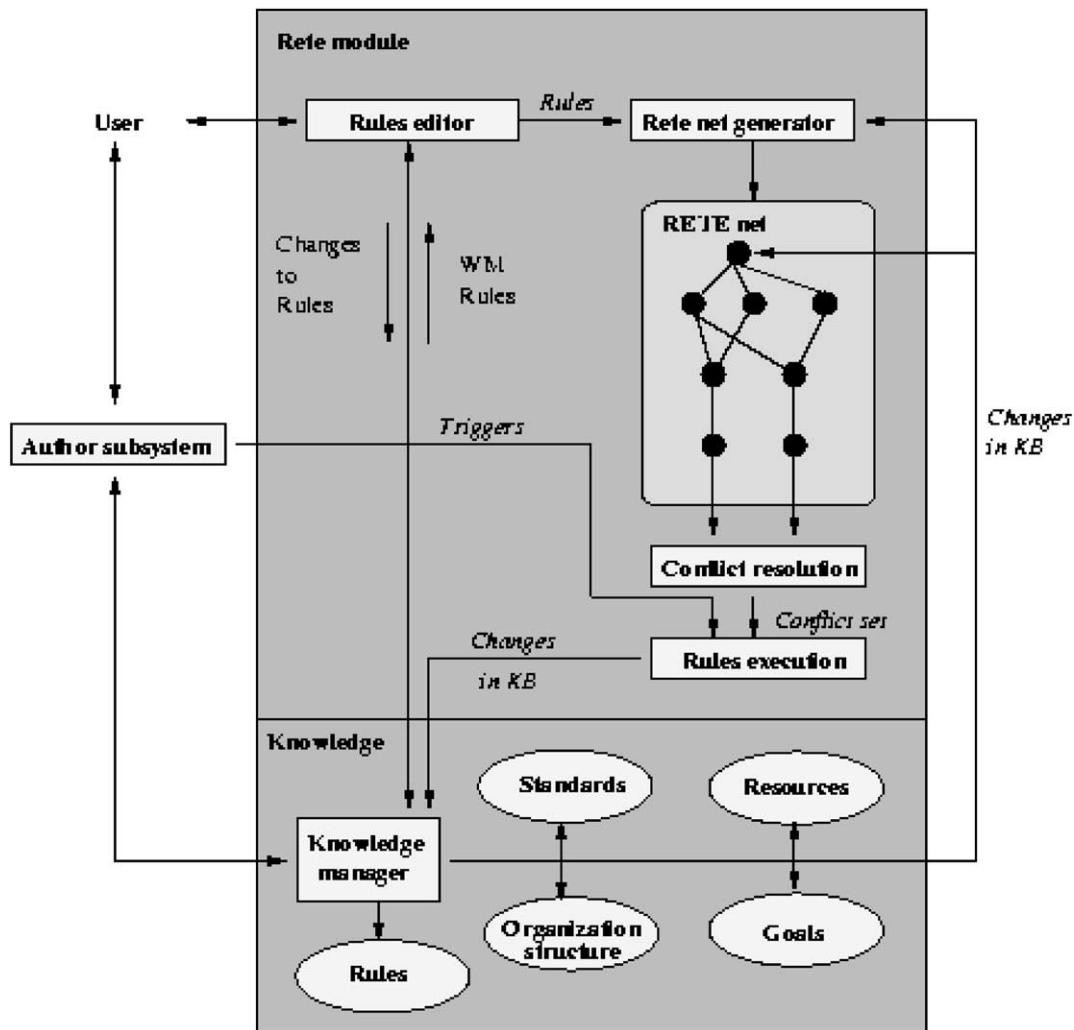 Rete module
User
Rules editor
Rules
Rete net generator
RETE net
Changes
to
Rules
WM
Rules
Author subsystem
Triggers
Changes
in KB
Conflict resolution
Conflict set
Rules execution
Changes
in KB
Knowledge
Standards
Resources
Knowledge
manager
Organization
structure
Goals
Rules